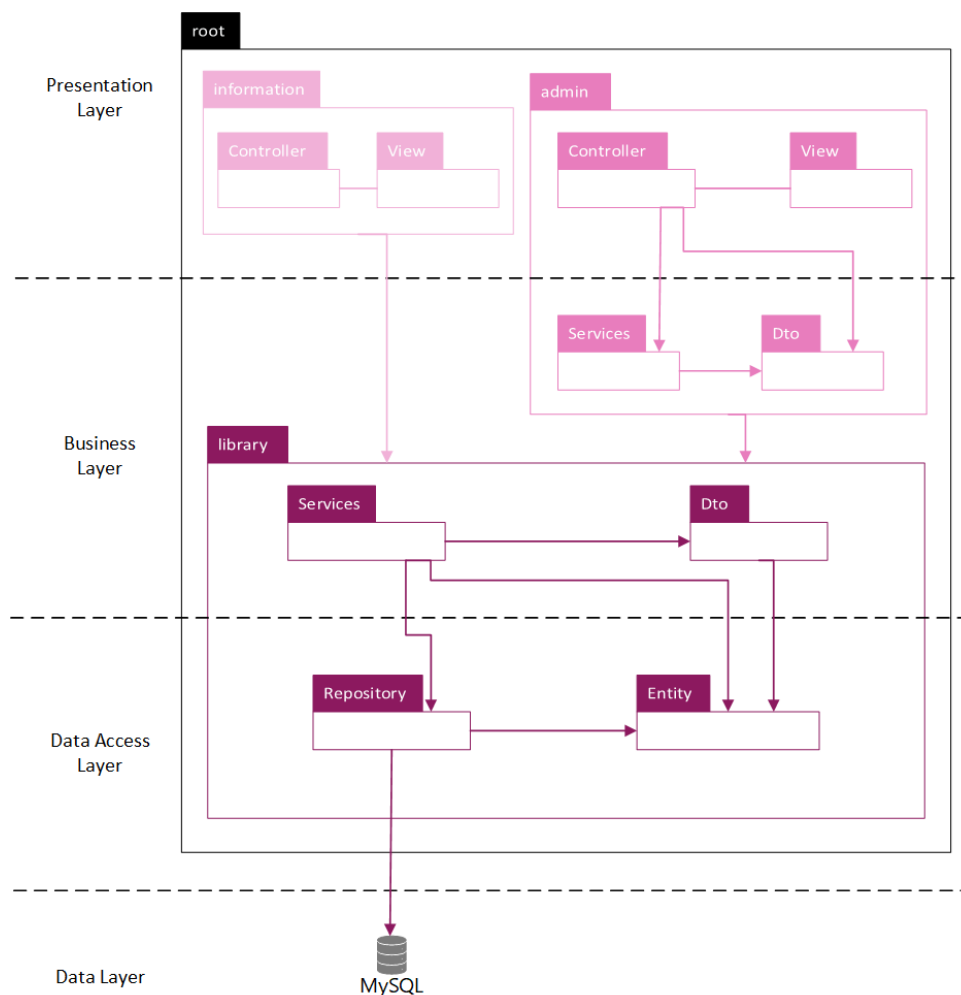 root
Presentation
Layer
information
admin
Controller
View
Controller
View
Services
Dto
Business
Layer
library
Services
Dto
Repository
Entity
Data Access
Layer
Data Layer
MySQL